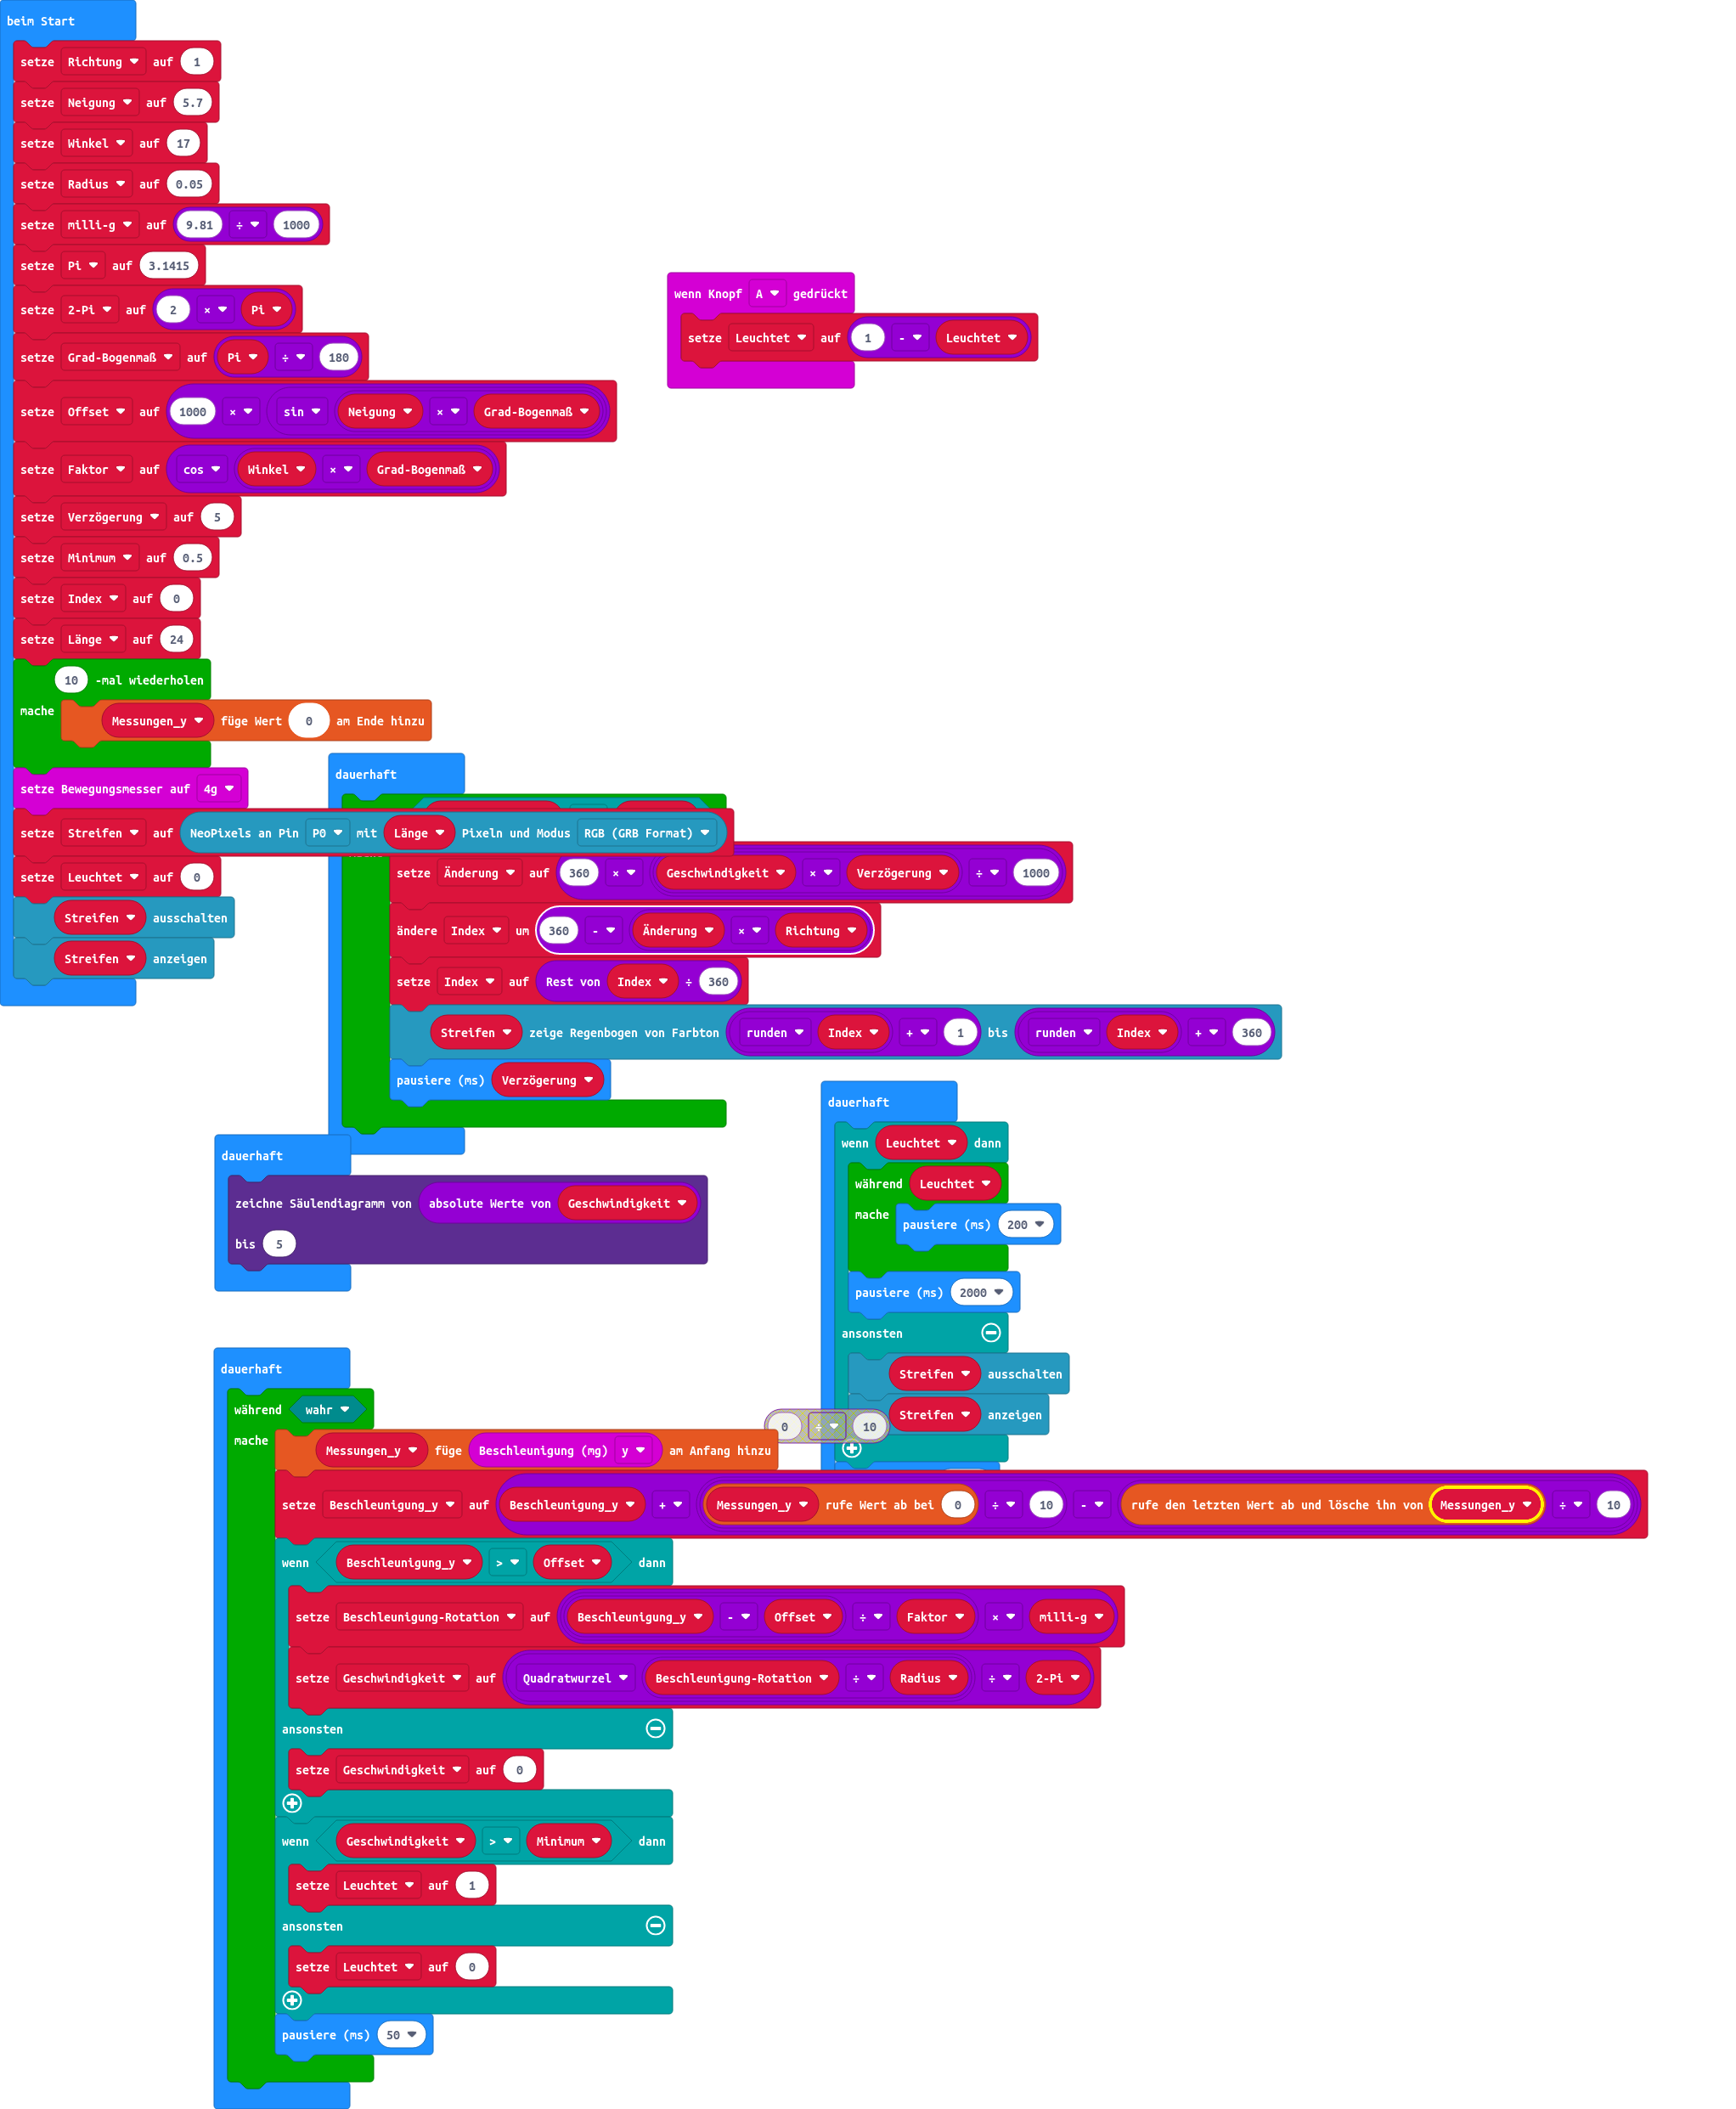 beim Start
setze Richtung auf 1
setze Neigung auf 5.7
setze Winkel auf 17
setze Radius auf 0.05
setze milli-g auf 9.81 ÷ 1000
setze Pi auf 3.1415
setze 2-Pi auf 2 × Pi
setze Grad-Bogenmaß auf Pi ÷ 180
setze Offset auf 1000 × sin Neigung × Grad-Bogenmaß
setze Faktor auf cos Winkel × Grad-Bogenmaß
setze Verzögerung auf 5
setze Minimum auf 0.5
setze Index auf 0
setze Länge auf 24
10 -mal wiederholen
mache
Messungen_y füge Wert 0 am Ende hinzu
setze Bewegungsmesser auf 4g
setze Streifen auf NeoPixels an Pin P0 mit Länge Pixeln und Modus RGB (GRB Format)
setze Leuchtet auf 0
Streifen ausschalten
Streifen anzeigen
wenn Knopf A gedrückt
setze Leuchtet auf 1 - Leuchtet
dauerhaft
setze Änderung auf 360 × Geschwindigkeit × Verzögerung ÷ 1000
ändere Index um 360 - Änderung × Richtung
setze Index auf Rest von Index ÷ 360
Streifen zeige Regenbogen von Farbton runden Index + 1 bis runden Index + 360
pausiere (ms) Verzögerung
dauerhaft
zeichne Säulendiagramm von absolute Werte von Geschwindigkeit
bis 5
dauerhaft
wenn Leuchtet dann
während Leuchtet
mache pausiere (ms) 200
pausiere (ms) 2000
ansonsten
Streifen ausschalten
Streifen anzeigen
0 ÷ 10
dauerhaft
während wahr
mache
Messungen_y füge Beschleunigung (mg) y am Anfang hinzu
setze Beschleunigung_y auf Beschleunigung_y + Messungen_y rufe Wert ab bei 0 ÷ 10 - rufe den letzten Wert ab und lösche ihn von Messungen_y ÷ 10
wenn Beschleunigung_y > Offset dann
setze Beschleunigung-Rotation auf Beschleunigung_y - Offset ÷ Faktor × milli-g
setze Geschwindigkeit auf Quadratwurzel Beschleunigung-Rotation ÷ Radius ÷ 2-Pi
ansonsten
setze Geschwindigkeit auf 0
wenn Geschwindigkeit > Minimum dann
setze Leuchtet auf 1
ansonsten
setze Leuchtet auf 0
pausiere (ms) 50